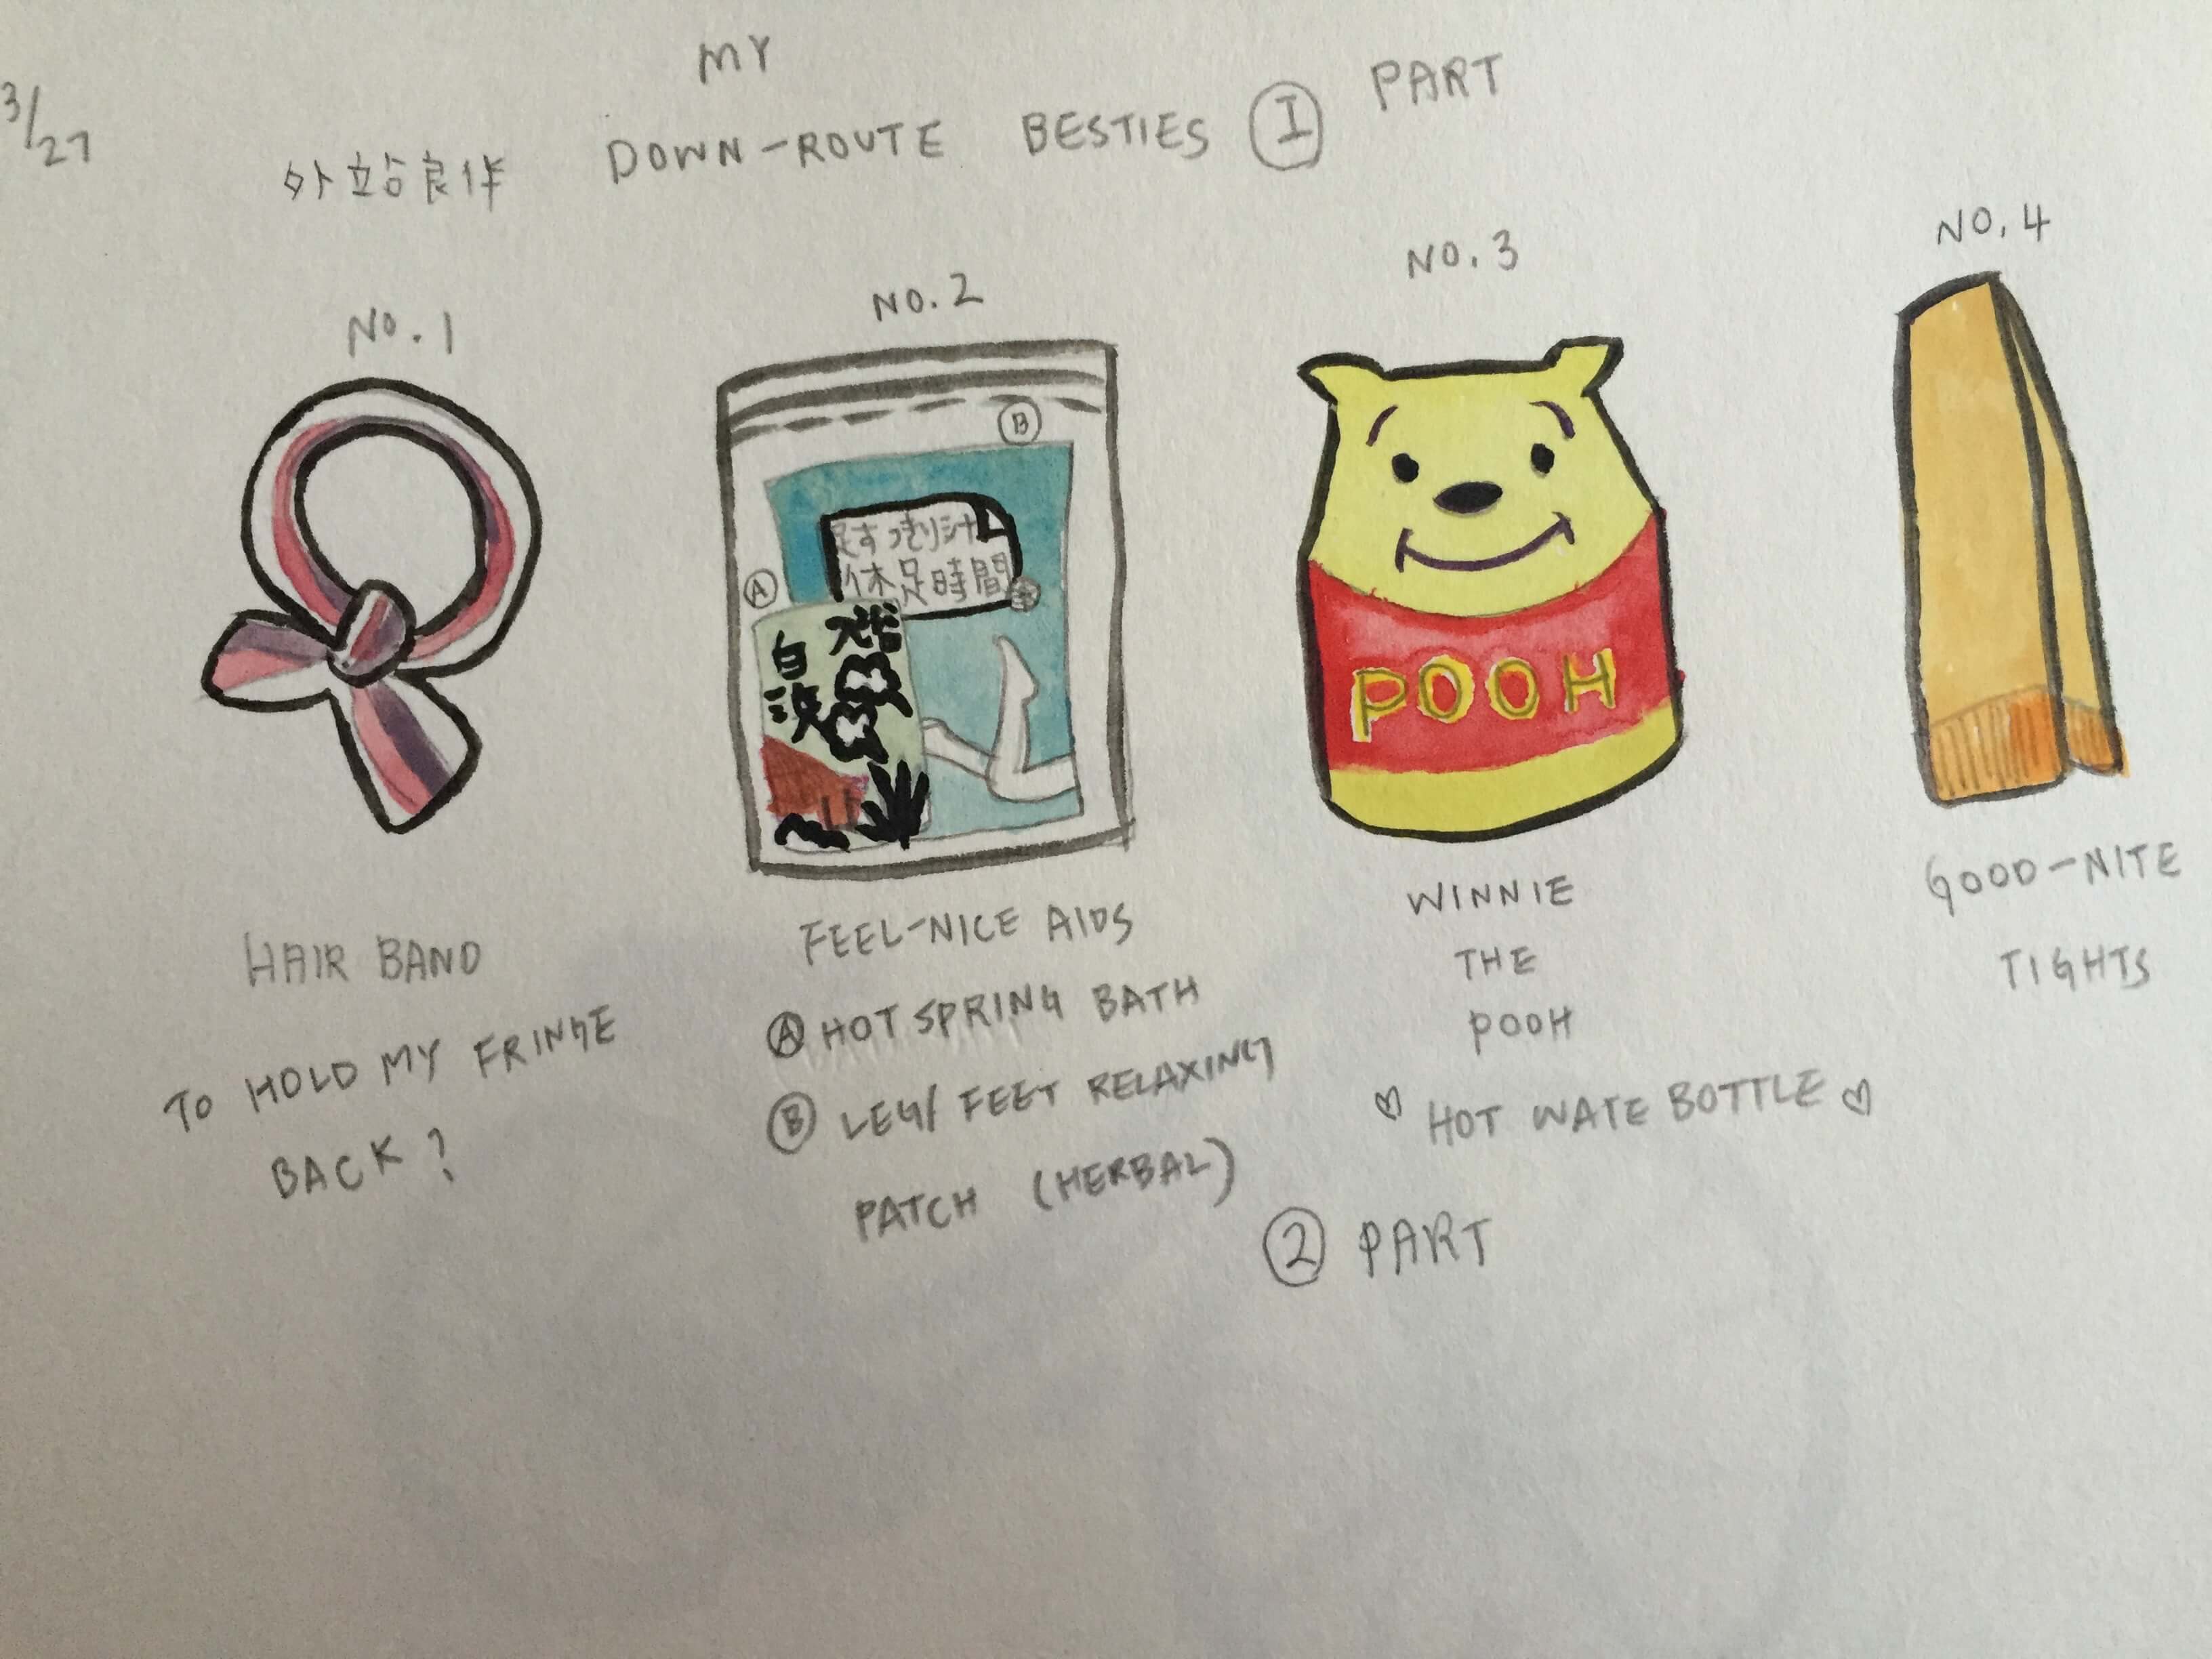 3/27
MY
外站良伴 DOWN-ROUTE BESTIES ① PART
NO. 1
NO. 2
NO. 3
NO. 4
Ⓑ
足すっきりシート
休足時間
Ⓐ
白
POOH
HAIR BAND
TO HOLD MY FRINGE
BACK?
FEEL-NICE AIDS
Ⓐ HOT SPRING BATH
Ⓑ LEG/ FEET RELAXING
PATCH (HERBAL)
WINNIE
THE
POOH
♡ HOT WATE BOTTLE ♡
GOOD-NITE
TIGHTS
② PART